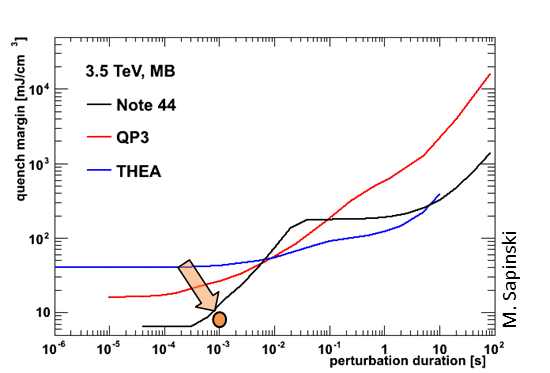 quench margin [mJ/cm³]
3.5 TeV, MB
Note 44
QP3
THEA
10⁴
10³
10²
10
10⁻⁶ 10⁻⁵ 10⁻⁴ 10⁻³ 10⁻² 10⁻¹ 1 10 10²
perturbation duration [s]
M. Sapinski